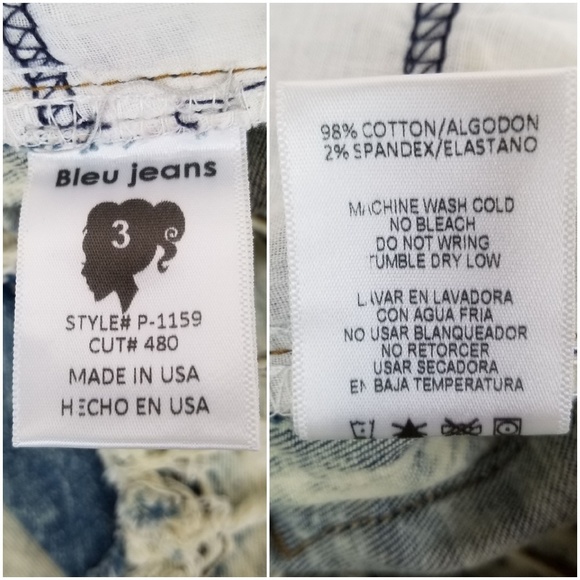 Bleu jeans
3
STYLE# P-1159
CUT# 480
MADE IN USA
HECHO EN USA
98% COTTON/ALGODON
2% SPANDEX/ELASTANO
MACHINE WASH COLD
NO BLEACH
DO NOT WRING
TUMBLE DRY LOW
LAVAR EN LAVADORA
CON AGUA FRIA
NO USAR BLANQUEADOR
NO RETORCER
USAR SECADORA
EN BAJA TEMPERATURA